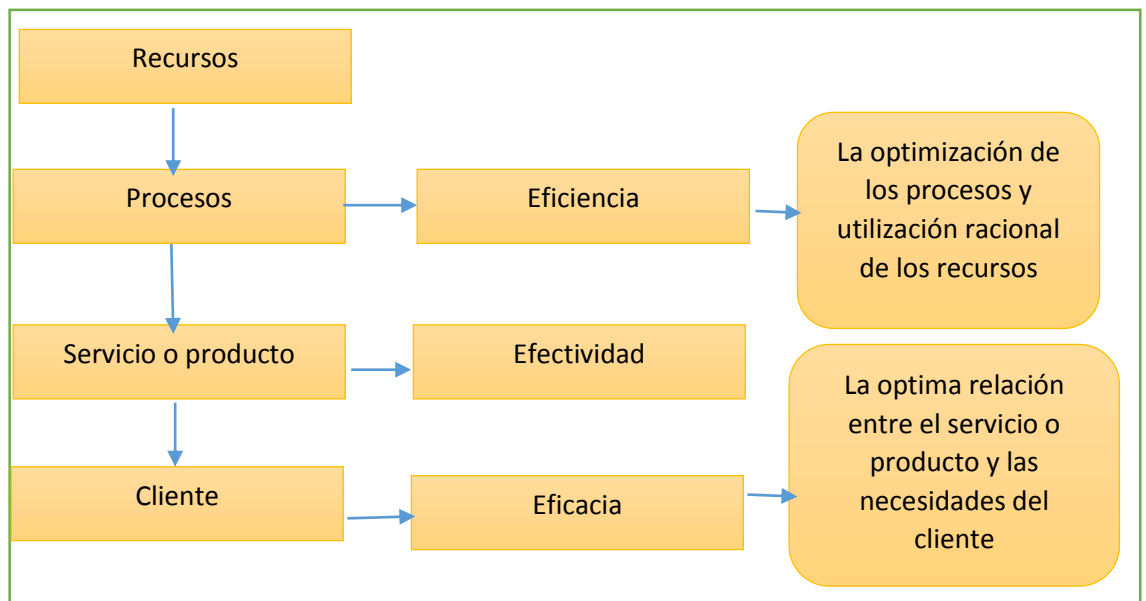 Recursos
Procesos
Eficiencia
La optimización de
los procesos y
utilización racional
de los recursos
Servicio o producto
Efectividad
Cliente
Eficacia
La optima relación
entre el servicio o
producto y las
necesidades del
cliente